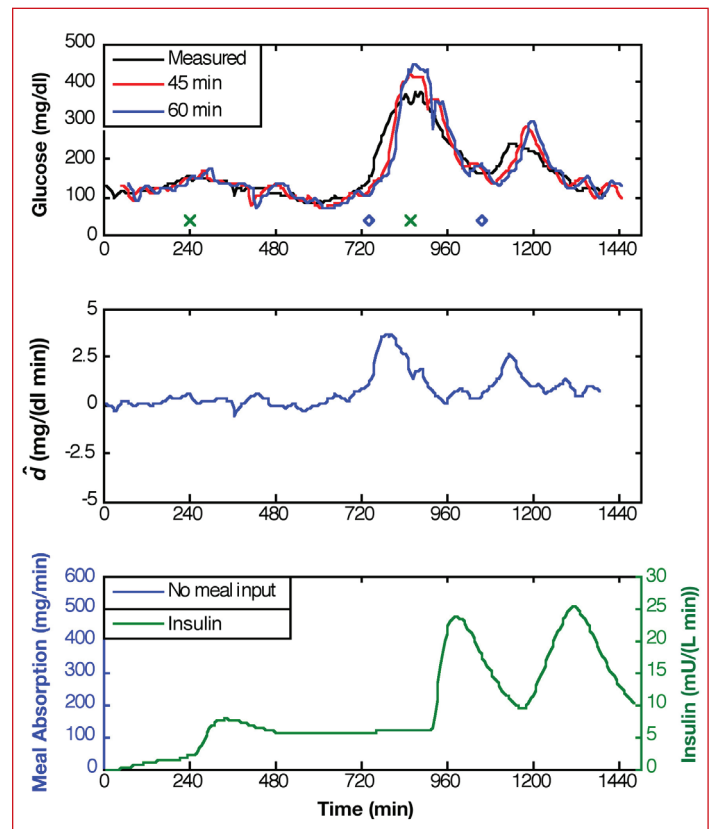 500
400
300
200
100
0
Glucose (mg/dl)
Measured
45 min
60 min
0 240 480 720 960 1200 1440
5
2.5
0
-2.5
-5
d̂ (mg/(dl min))
0 240 480 720 960 1200 1440
600
500
400
300
200
100
0
Meal Absorption (mg/min)
No meal input
Insulin
30
25
20
15
10
5
0
Insulin (mU/(L min))
0 240 480 720 960 1200 1440
Time (min)